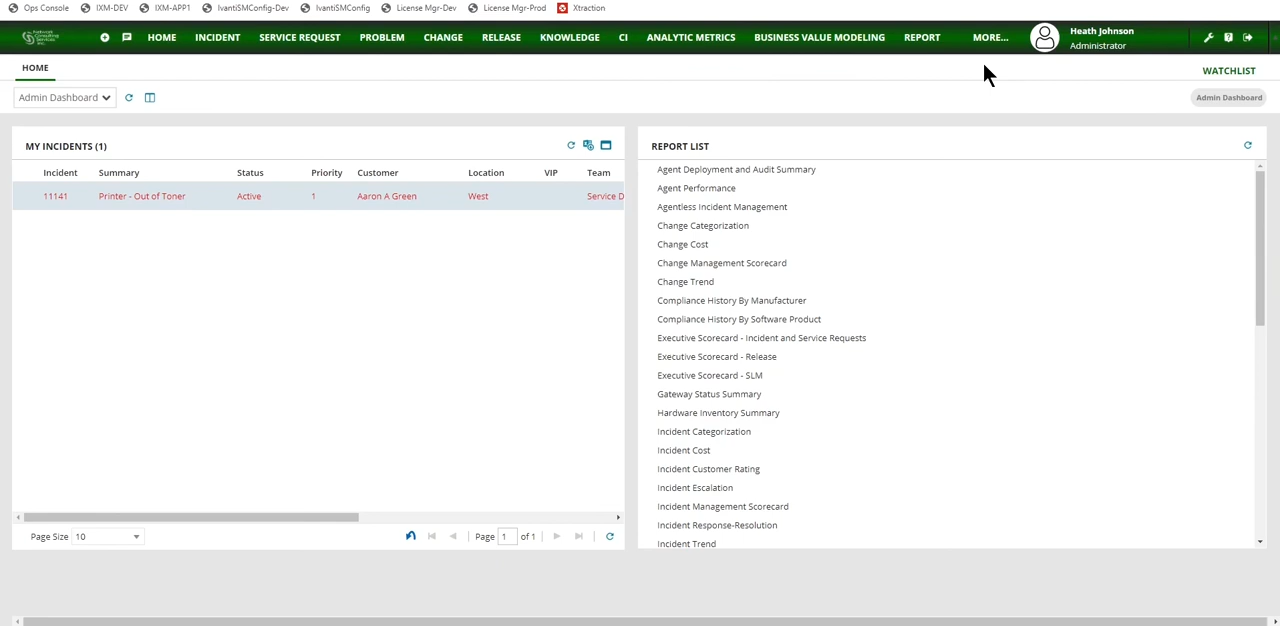 Ops Console IXM-DEV IXM-APP1 IvantiSMConfig-Dev IvantiSMConfig License Mgr-Dev License Mgr-Prod Xtraction
HOME INCIDENT SERVICE REQUEST PROBLEM CHANGE RELEASE KNOWLEDGE CI ANALYTIC METRICS BUSINESS VALUE MODELING REPORT MORE... Heath Johnson
Administrator
HOME WATCHLIST
Admin Dashboard Admin Dashboard
MY INCIDENTS (1)
Incident Summary Status Priority Customer Location VIP Team
11141 Printer - Out of Toner Active 1 Aaron A Green West Service D
Page Size 10 Page 1 of 1
REPORT LIST
Agent Deployment and Audit Summary
Agent Performance
Agentless Incident Management
Change Categorization
Change Cost
Change Management Scorecard
Change Trend
Compliance History By Manufacturer
Compliance History By Software Product
Executive Scorecard - Incident and Service Requests
Executive Scorecard - Release
Executive Scorecard - SLM
Gateway Status Summary
Hardware Inventory Summary
Incident Categorization
Incident Cost
Incident Customer Rating
Incident Escalation
Incident Management Scorecard
Incident Response-Resolution
Incident Trend